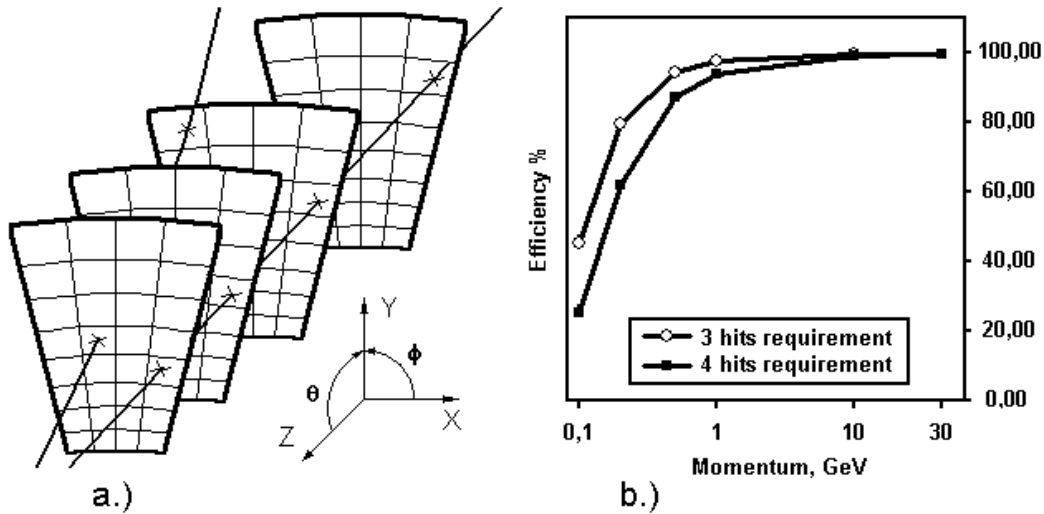 Y
ϕ
θ
X
Z
a.)
Efficiency %
100,00
80,00
60,00
40,00
20,00
0,00
3 hits requirement
4 hits requirement
0,1
1
10
30
Momentum, GeV
b.)